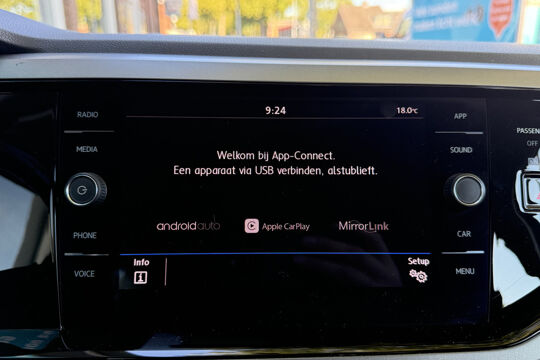 9:24 18.0°C
RADIO
MEDIA
PHONE
VOICE
Welkom bij App-Connect.
Een apparaat via USB verbinden, alstublieft.
androidauto Apple CarPlay MirrorLink
Info Setup
APP
SOUND
CAR
MENU
PASSEN
OFF